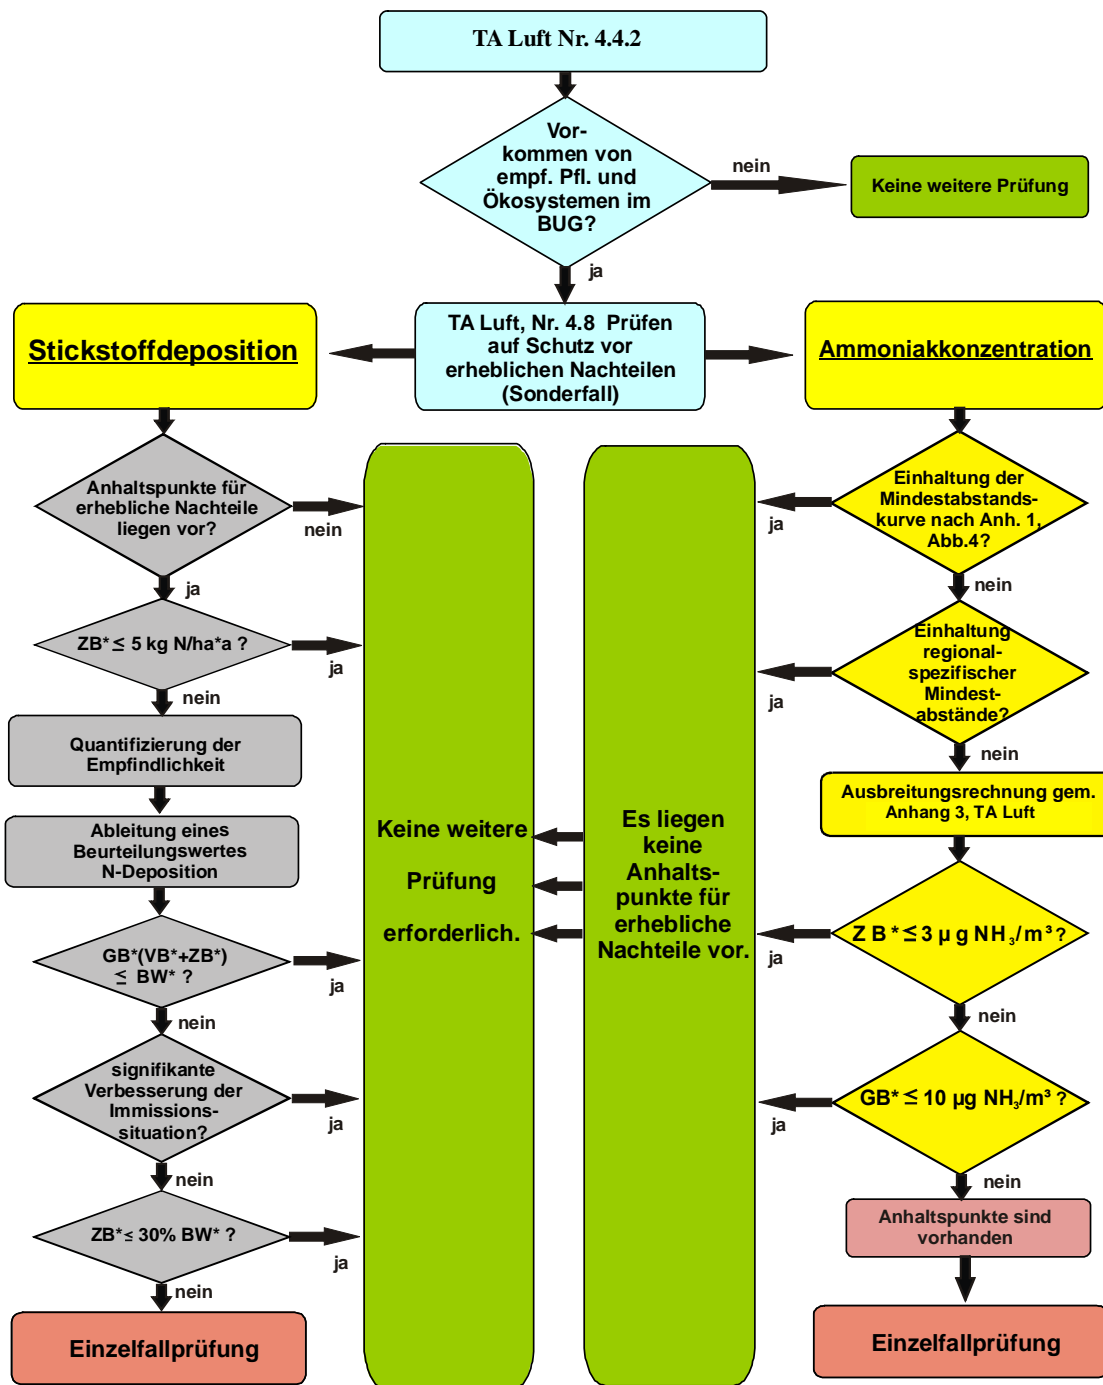 TA Luft Nr. 4.4.2
Vor-
kommen von
empf. Pfl. und
Ökosystemen im
BUG?
nein
Keine weitere Prüfung
ja
TA Luft, Nr. 4.8 Prüfen
auf Schutz vor
erheblichen Nachteilen
(Sonderfall)
Stickstoffdeposition
Anhaltspunkte für
erhebliche Nachteile
liegen vor?
nein
ja
ZB* ≤ 5 kg N/ha*a ?
ja
nein
Quantifizierung der
Empfindlichkeit
Ableitung eines
Beurteilungswertes
N-Deposition
GB*(VB*+ZB*)
≤ BW* ?
ja
nein
signifikante
Verbesserung der
Immissions-
situation?
ja
nein
ZB* ≤ 30% BW* ?
ja
nein
Einzelfallprüfung
Keine weitere
Prüfung
erforderlich.
Es liegen
keine
Anhalts-
punkte für
erhebliche
Nachteile vor.
Ammoniakkonzentration
Einhaltung der
Mindestabstands-
kurve nach Anh. 1,
Abb.4?
ja
nein
Einhaltung
regional-
spezifischer
Mindest-
abstände?
ja
nein
Ausbreitungsrechnung gem.
Anhang 3, TA Luft
Z B* ≤ 3 µ g NH₃/m³ ?
ja
nein
GB* ≤ 10 µg NH₃/m³ ?
ja
nein
Anhaltspunkte sind
vorhanden
Einzelfallprüfung